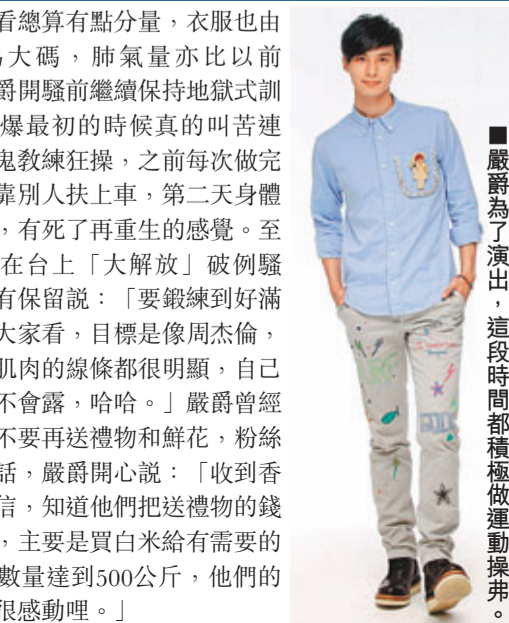 看總算有點分量，衣服也由
大碼，肺氣量亦比以前
爵開騷前繼續保持地獄式訓
爆最初的時候真的叫苦連
鬼教練狂操，之前每次做完
靠別人扶上車，第二天身體
，有死了再重生的感覺。至
在台上「大解放」破例騷
有保留說：「要鍛練到好滿
大家看，目標是像周杰倫，
肌肉的線條都很明顯，自己
不會露，哈哈。」嚴爵曾經
不要再送禮物和鮮花，粉絲
話，嚴爵開心說：「收到香
信，知道他們把送禮物的錢
，主要是買白米給有需要的
數量達到500公斤，他們的
很感動哩。」
■嚴爵為了演出，這段時間都積極做運動操弗。